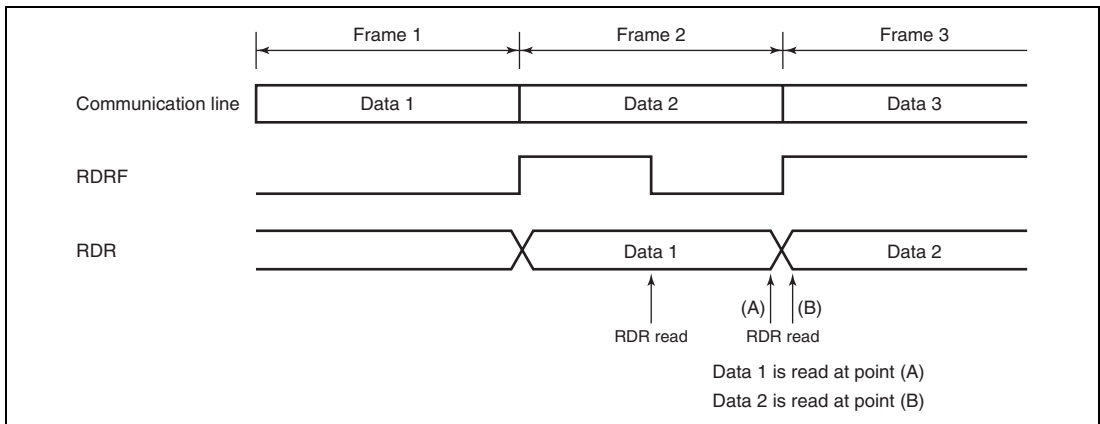 Frame 1 Frame 2 Frame 3
Communication line Data 1 Data 2 Data 3
RDRF
RDR Data 1 Data 2
(A) (B)
RDR read RDR read
Data 1 is read at point (A)
Data 2 is read at point (B)